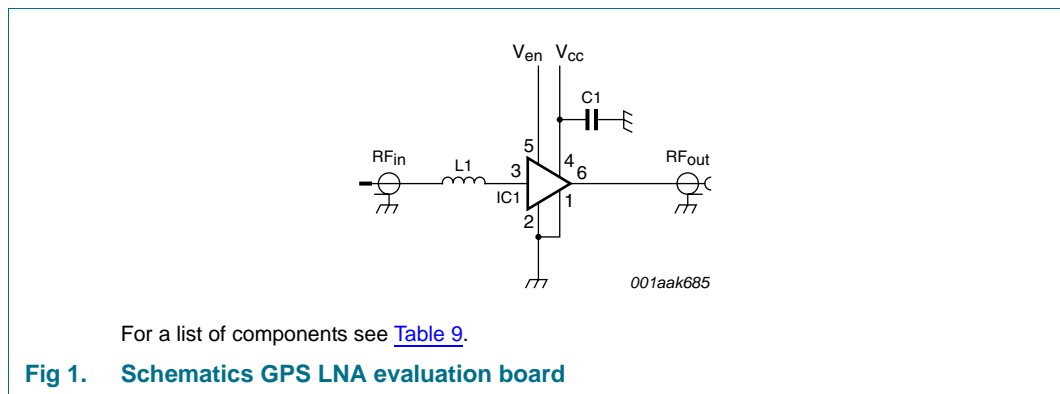 Ven Vcc
C1
5
4
RFin
L1
3
6
RFout
IC1
1
2
001aak685
For a list of components see Table 9.
Fig 1. Schematics GPS LNA evaluation board